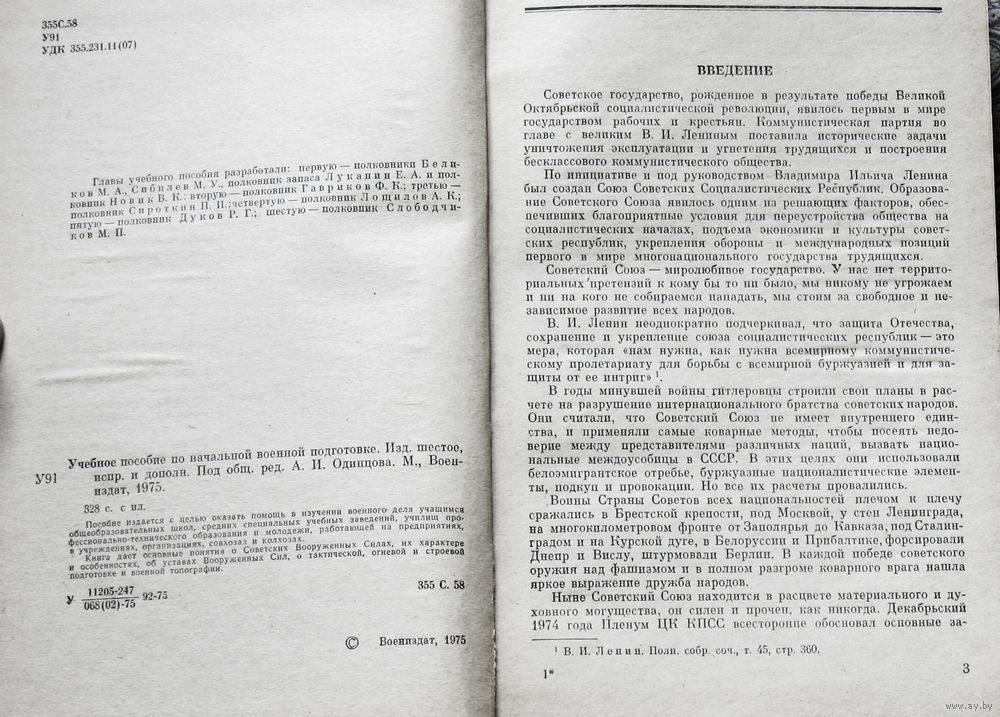 355С.58
У91
УДК 355.231.11(07)
Главы учебного пособия разработали: первую — полковники Бели-
ков М. А., Сибилев М. У., полковник запаса Луканин Е. А. и пол-
ковник Новик В. К.: вторую — полковник Гавриков Ф. К.; третью —
полковник Сироткин П. И.; четвертую — полковник Лощилов А. К.;
пятую — полковник Дуков Р. Г.; шестую — полковник Слободчи-
ков М. П.
Учебное пособие по начальной военной подготовке. Изд. шестое,
У91 испр. и дополн. Под общ. ред. А. И. Одинцова. М., Воен-
издат, 1975.
328 с. с ил.
Пособие издается с целью оказать помощь в изучении военного дела учащимся
общеобразовательных школ, средних специальных учебных заведений, училищ про-
фессионально-технического образования и молодежи, работающей на предприятиях,
в учреждениях, организациях, совхозах и колхозах.
Книга дает основные понятия о Советских Вооруженных Силах, их характере
и особенностях, об уставах Вооруженных Сил, о тактической, огневой и строевой
подготовке и военной топографии.
У 11205-247
068(02)-75 92-75
355 С. 58
© Воениздат, 1975
ВВЕДЕНИЕ
Советское государство, рожденное в результате победы Великой
Октябрьской социалистической революции, явилось первым в мире
государством рабочих и крестьян. Коммунистическая партия во
главе с великим В. И. Лениным поставила исторические задачи
уничтожения эксплуатации и угнетения трудящихся и построения
бесклассового коммунистического общества.
По инициативе и под руководством Владимира Ильича Ленина
был создан Союз Советских Социалистических Республик. Образова-
ние Советского Союза явилось одним из решающих факторов, обес-
печивших благоприятные условия для переустройства общества на
социалистических началах, подъема экономики и культуры совет-
ских республик, укрепления обороны и международных позиций
первого в мире многонационального государства трудящихся.
Советский Союз — миролюбивое государство. У нас нет террито-
риальных претензий к кому бы то ни было, мы никому не угрожаем
и ни на кого не собираемся нападать, мы стоим за свободное и не-
зависимое развитие всех народов.
В. И. Ленин неоднократно подчеркивал, что защита Отечества,
сохранение и укрепление союза социалистических республик — это
мера, которая «нам нужна, как нужна всемирному коммунистиче-
скому пролетариату для борьбы с всемирной буржуазией и для за-
щиты от ее интриг» ¹.
В годы минувшей войны гитлеровцы строили свои планы в рас-
чете на разрушение интернационального братства советских народов.
Они считали, что Советский Союз не имеет внутреннего един-
ства, и применяли самые коварные методы, чтобы посеять недо-
верие между представителями различных наций, вызвать нацио-
нальные междоусобицы в СССР. В этих целях они использовали
белоэмигрантское отребье, буржуазные националистические элемен-
ты, подкуп и провокации. Но все их расчеты провалились.
Воины Страны Советов всех национальностей плечом к плечу
сражались в Брестской крепости, под Москвой, у стен Ленинграда,
на многокилометровом фронте от Заполярья до Кавказа, под Сталин-
градом и на Курской дуге, в Белоруссии и Прибалтике, форсировали
Днепр и Вислу, штурмовали Берлин. В каждой победе советского
оружия над фашизмом и в полном разгроме коварного врага нашла
яркое выражение дружба народов.
Ныне Советский Союз находится в расцвете материального и ду-
ховного могущества, он силен и прочен, как никогда. Декабрьский
1974 года Пленум ЦК КПСС всесторонне обосновал основные за-
¹ В. И. Ленин. Полн. собр. соч., т. 45, стр. 360.
1*
3
www.ay.by